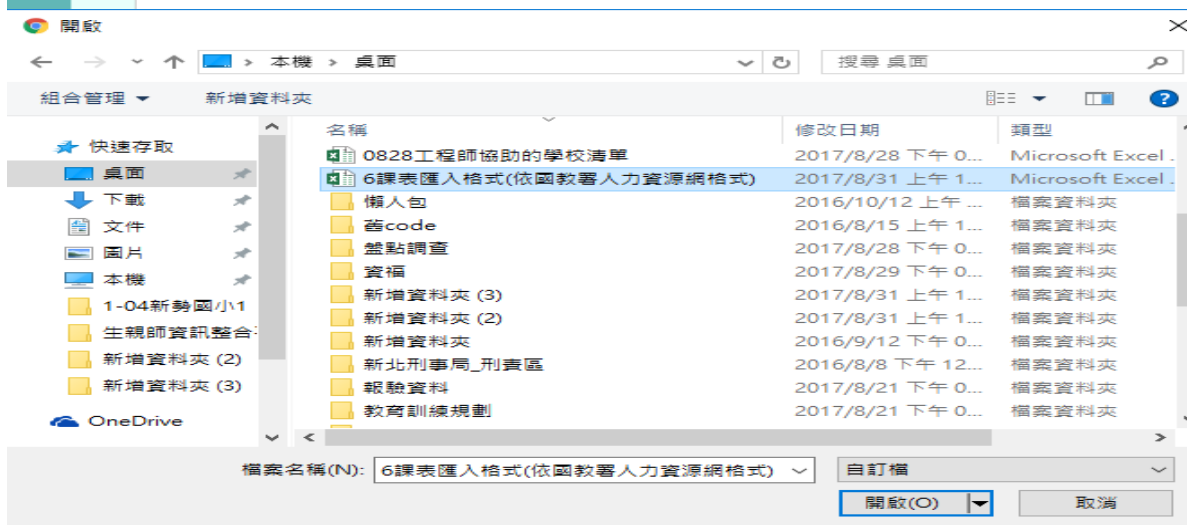 開啟
本機 > 桌面
搜尋 桌面
組合管理
新增資料夾
快速存取
桌面
下載
文件
圖片
本機
1-04新勢國小1
生親師資訊整合
新增資料夾 (2)
新增資料夾 (3)
OneDrive
名稱 修改日期 類型
0828工程師協助的學校清單 2017/8/28 下午 0... Microsoft Excel .
6課表匯入格式(依國教署人力資源網格式) 2017/8/31 上午 1... Microsoft Excel .
懶人包 2016/10/12 上午 ... 檔案資料夾
舊code 2016/8/15 上午 1... 檔案資料夾
盤點調查 2017/8/28 下午 0... 檔案資料夾
資福 2017/8/29 下午 0... 檔案資料夾
新增資料夾 (3) 2017/8/31 上午 1... 檔案資料夾
新增資料夾 (2) 2017/8/31 上午 1... 檔案資料夾
新增資料夾 2016/9/12 下午 0... 檔案資料夾
新北刑事局_刑責區 2016/8/8 下午 12... 檔案資料夾
報驗資料 2017/8/21 下午 0... 檔案資料夾
教育訓練規劃 2017/8/21 下午 0... 檔案資料夾
檔案名稱(N): 6課表匯入格式(依國教署人力資源網格式) 自訂檔
開啟(O) 取消